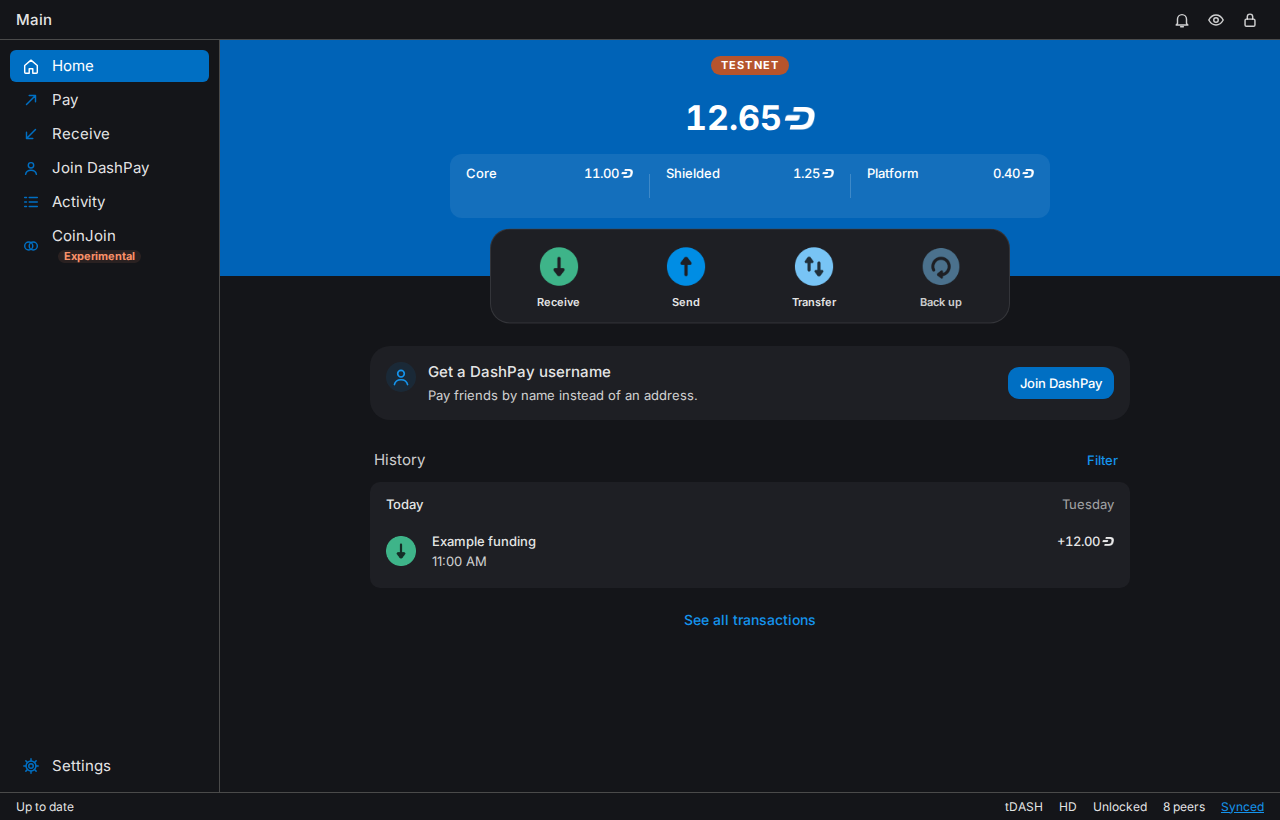 Main
Home
Pay
Receive
Join DashPay
Activity
CoinJoin
Experimental
Settings
TESTNET
12.65
Core 11.00
Shielded 1.25
Platform 0.40
Receive
Send
Transfer
Back up
Get a DashPay username
Pay friends by name instead of an address.
Join DashPay
History
Filter
Today
Tuesday
Example funding
+12.00
11:00 AM
See all transactions
Up to date
tDASH HD Unlocked 8 peers Synced